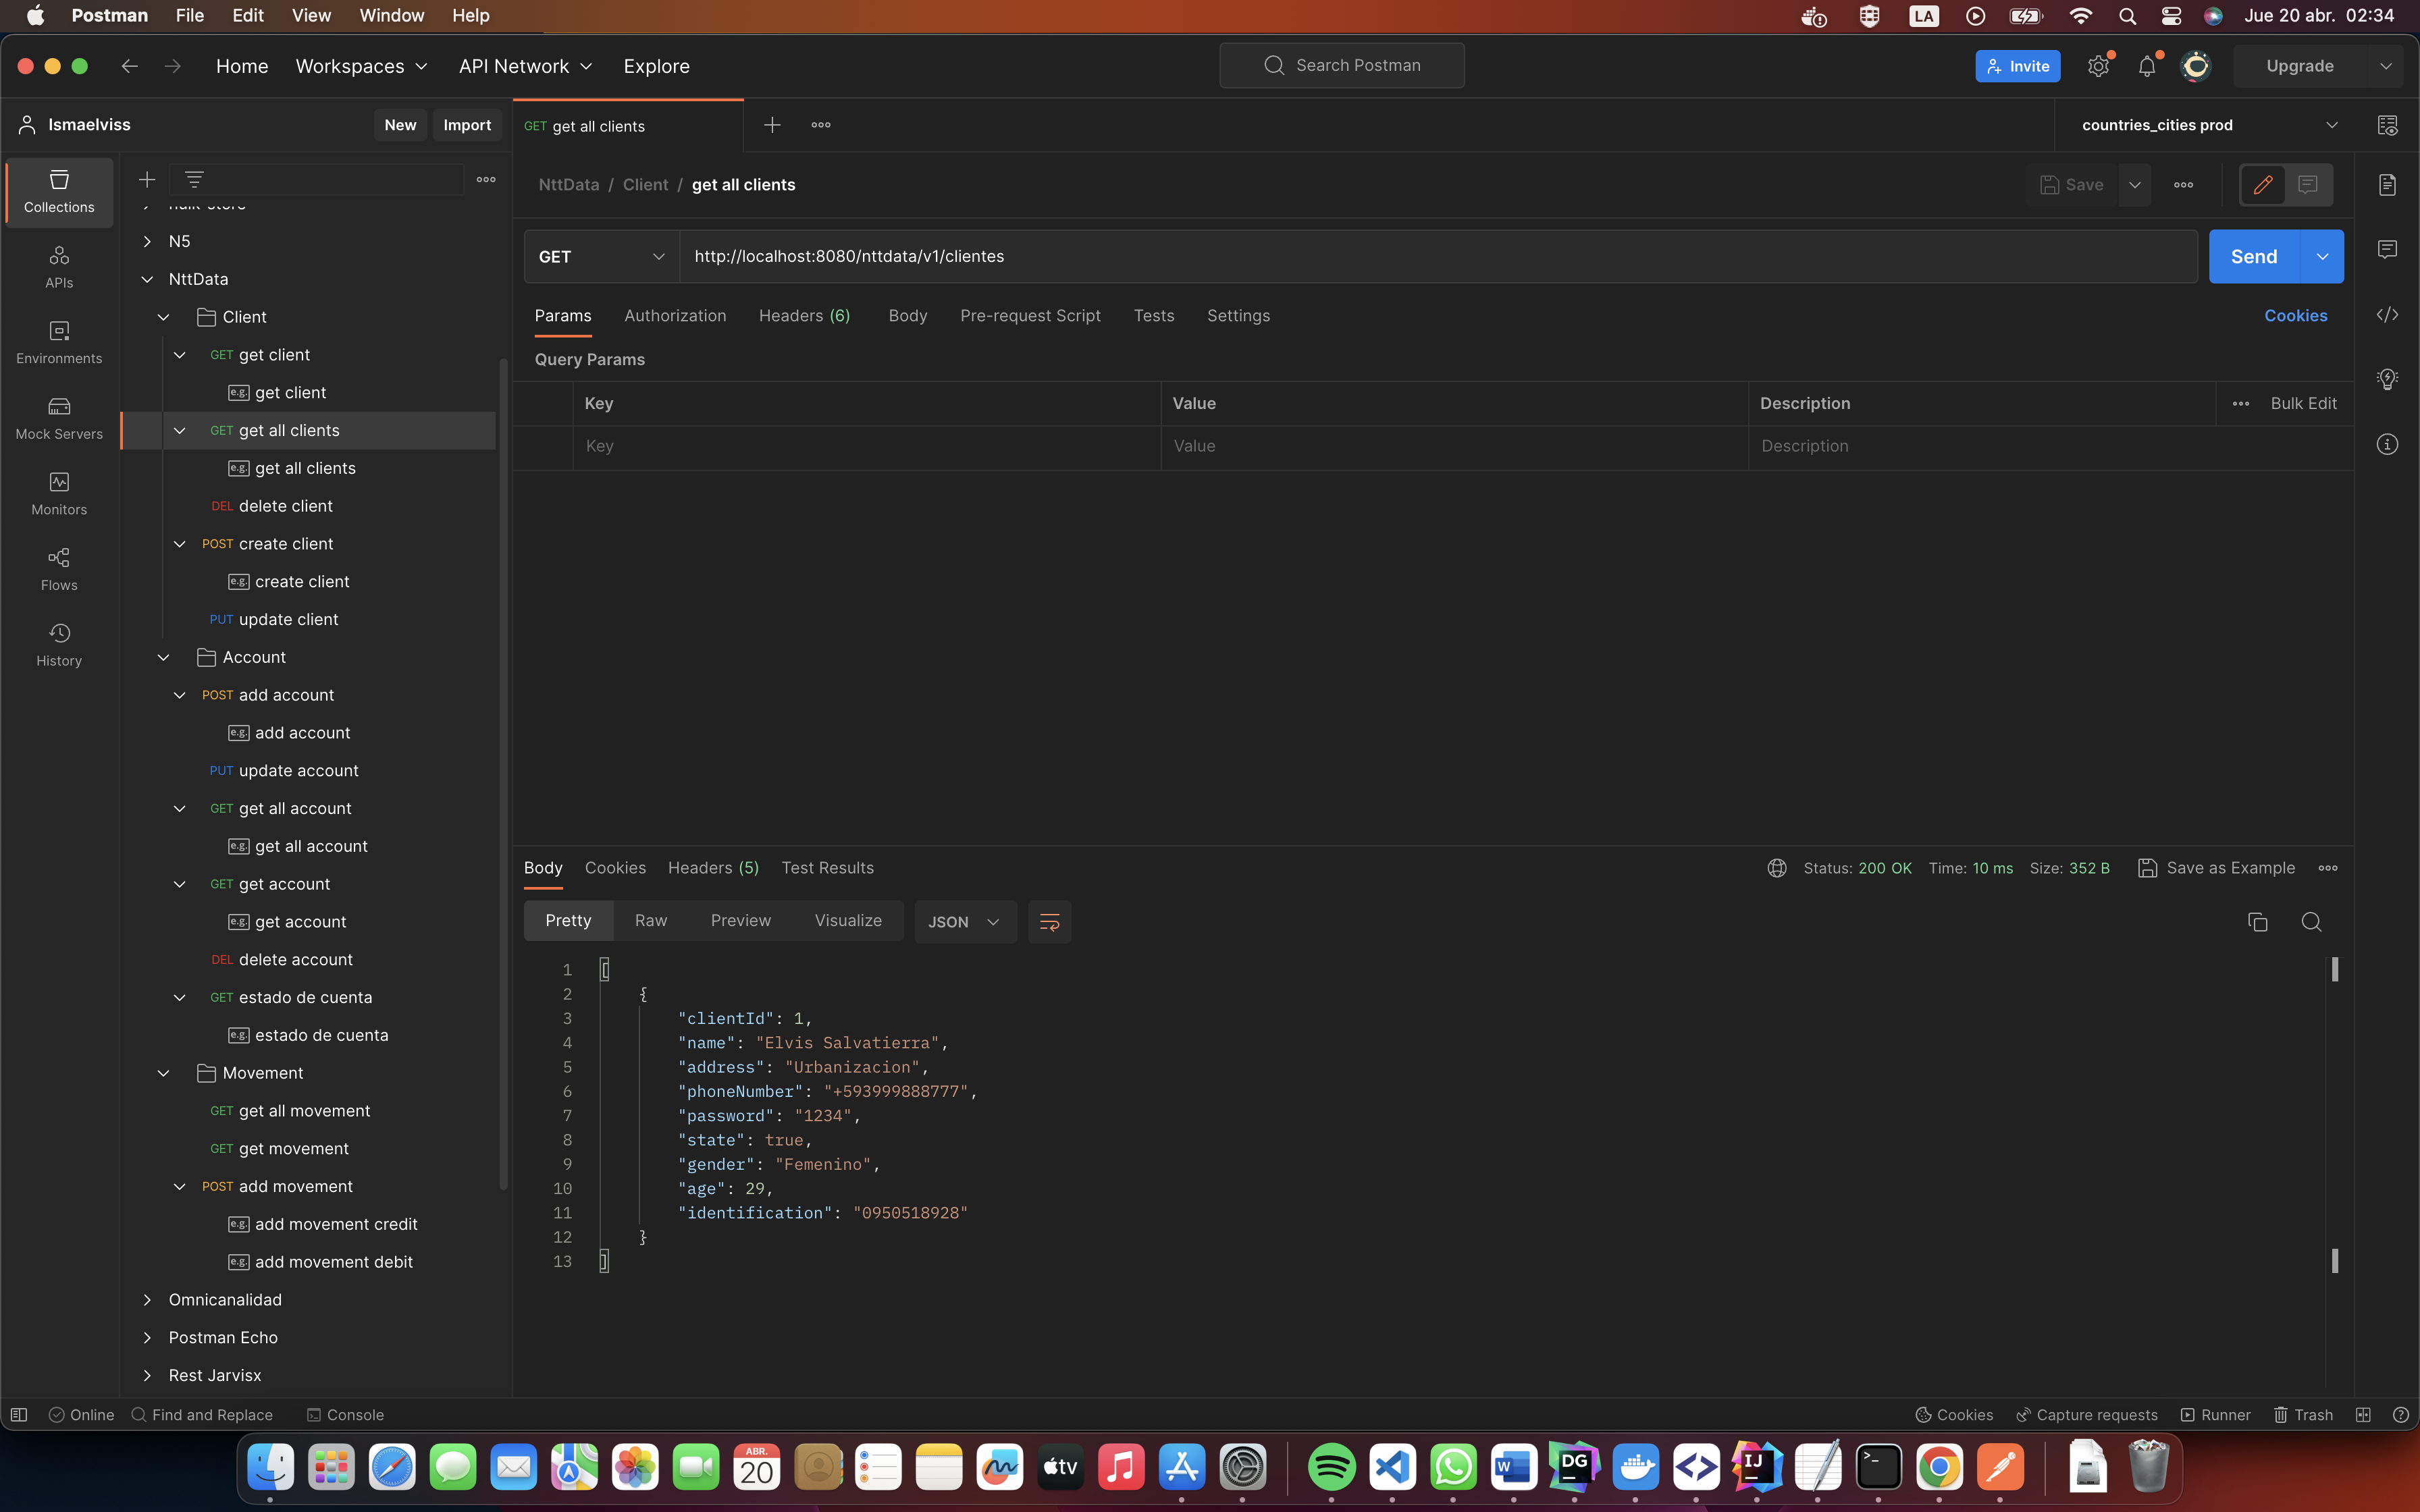 Postman File Edit View Window Help LA Jue 20 abr. 02:34
Home Workspaces API Network Explore Search Postman Invite Upgrade
Ismaelviss New Import GET get all clients countries_cities prod
Collections
APIs
Environments
Mock Servers
Monitors
Flows
History
N5
NttData
Client
GET get client
e.g. get client
GET get all clients
e.g. get all clients
DEL delete client
POST create client
e.g. create client
PUT update client
Account
POST add account
e.g. add account
PUT update account
GET get all account
e.g. get all account
GET get account
e.g. get account
DEL delete account
GET estado de cuenta
e.g. estado de cuenta
Movement
GET get all movement
GET get movement
POST add movement
e.g. add movement credit
e.g. add movement debit
Omnicanalidad
Postman Echo
Rest Jarvisx
NttData / Client / get all clients Save
GET http://localhost:8080/nttdata/v1/clientes Send
Params Authorization Headers (6) Body Pre-request Script Tests Settings Cookies
Query Params
Key Value Description Bulk Edit
Key Value Description
Body Cookies Headers (5) Test Results Status: 200 OK Time: 10 ms Size: 352 B Save as Example
Pretty Raw Preview Visualize JSON
1 [
2 {
3 "clientId": 1,
4 "name": "Elvis Salvatierra",
5 "address": "Urbanizacion",
6 "phoneNumber": "+593999888777",
7 "password": "1234",
8 "state": true,
9 "gender": "Femenino",
10 "age": 29,
11 "identification": "0950518928"
12 }
13 ]
Online Find and Replace Console Cookies Capture requests Runner Trash
ABR. 20 tv W DG IJ